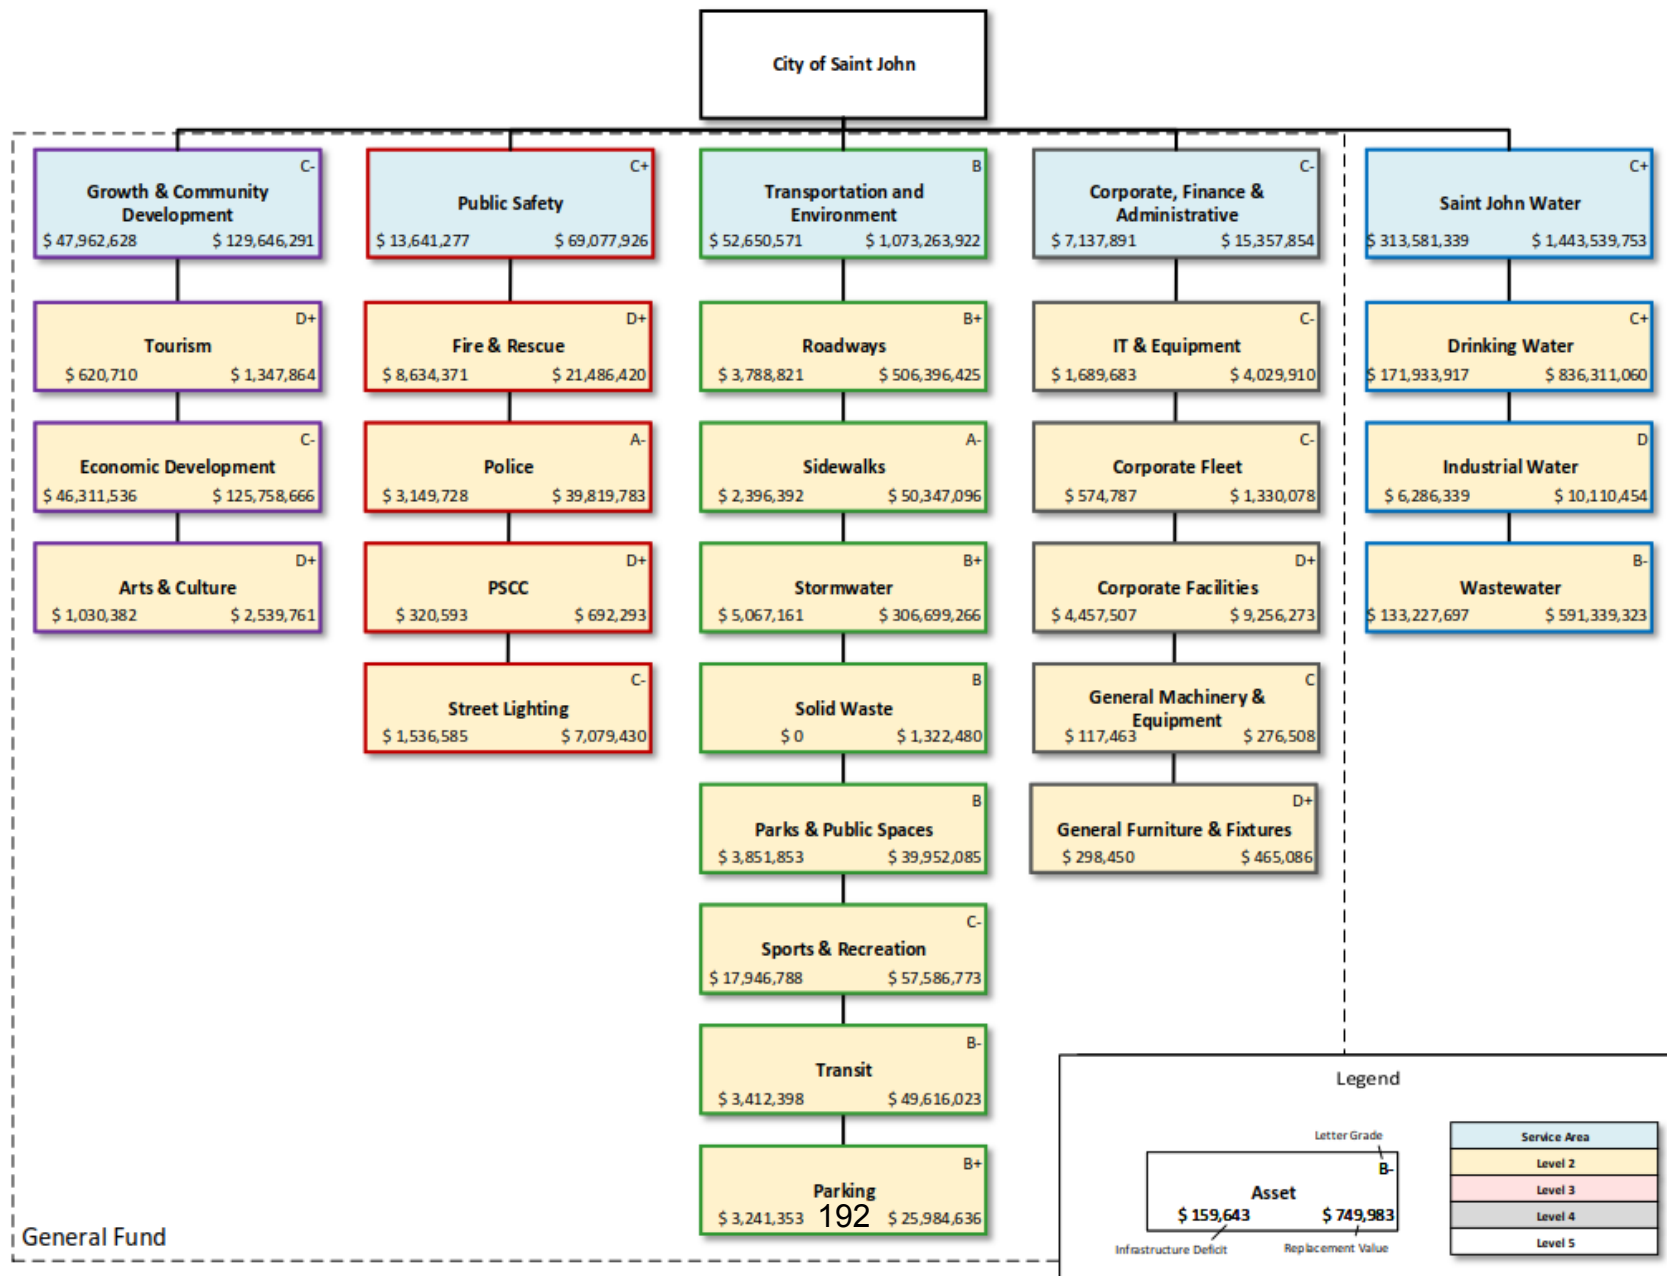 City of Saint John
C-
Growth & Community
Development
$ 47,962,628 $ 129,646,291
C+
Public Safety
$ 13,641,277 $ 69,077,926
B
Transportation and
Environment
$ 52,650,571 $ 1,073,263,922
C-
Corporate, Finance &
Administrative
$ 7,137,891 $ 15,357,854
C+
Saint John Water
$ 313,581,339 $ 1,443,539,753
D+
Tourism
$ 620,710 $ 1,347,864
D+
Fire & Rescue
$ 8,634,371 $ 21,486,420
B+
Roadways
$ 3,788,821 $ 506,396,425
C-
IT & Equipment
$ 1,689,683 $ 4,029,910
C+
Drinking Water
$ 171,933,917 $ 836,311,060
C-
Economic Development
$ 46,311,536 $ 125,758,666
A-
Police
$ 3,149,728 $ 39,819,783
A-
Sidewalks
$ 2,396,392 $ 50,347,096
C-
Corporate Fleet
$ 574,787 $ 1,330,078
D
Industrial Water
$ 6,286,339 $ 10,110,454
D+
Arts & Culture
$ 1,030,382 $ 2,539,761
D+
PSCC
$ 320,593 $ 692,293
B+
Stormwater
$ 5,067,161 $ 306,699,266
D+
Corporate Facilities
$ 4,457,507 $ 9,256,273
B-
Wastewater
$ 133,227,697 $ 591,339,323
C-
Street Lighting
$ 1,536,585 $ 7,079,430
B
Solid Waste
$ 0 $ 1,322,480
C
General Machinery &
Equipment
$ 117,463 $ 276,508
B
Parks & Public Spaces
$ 3,851,853 $ 39,952,085
D+
General Furniture & Fixtures
$ 298,450 $ 465,086
C-
Sports & Recreation
$ 17,946,788 $ 57,586,773
B-
Transit
$ 3,412,398 $ 49,616,023
B+
Parking
$ 3,241,353 192 $ 25,984,636
General Fund
Legend
Letter Grade
B-
Asset
$ 159,643 $ 749,983
Infrastructure Deficit Replacement Value
Service Area
Level 2
Level 3
Level 4
Level 5